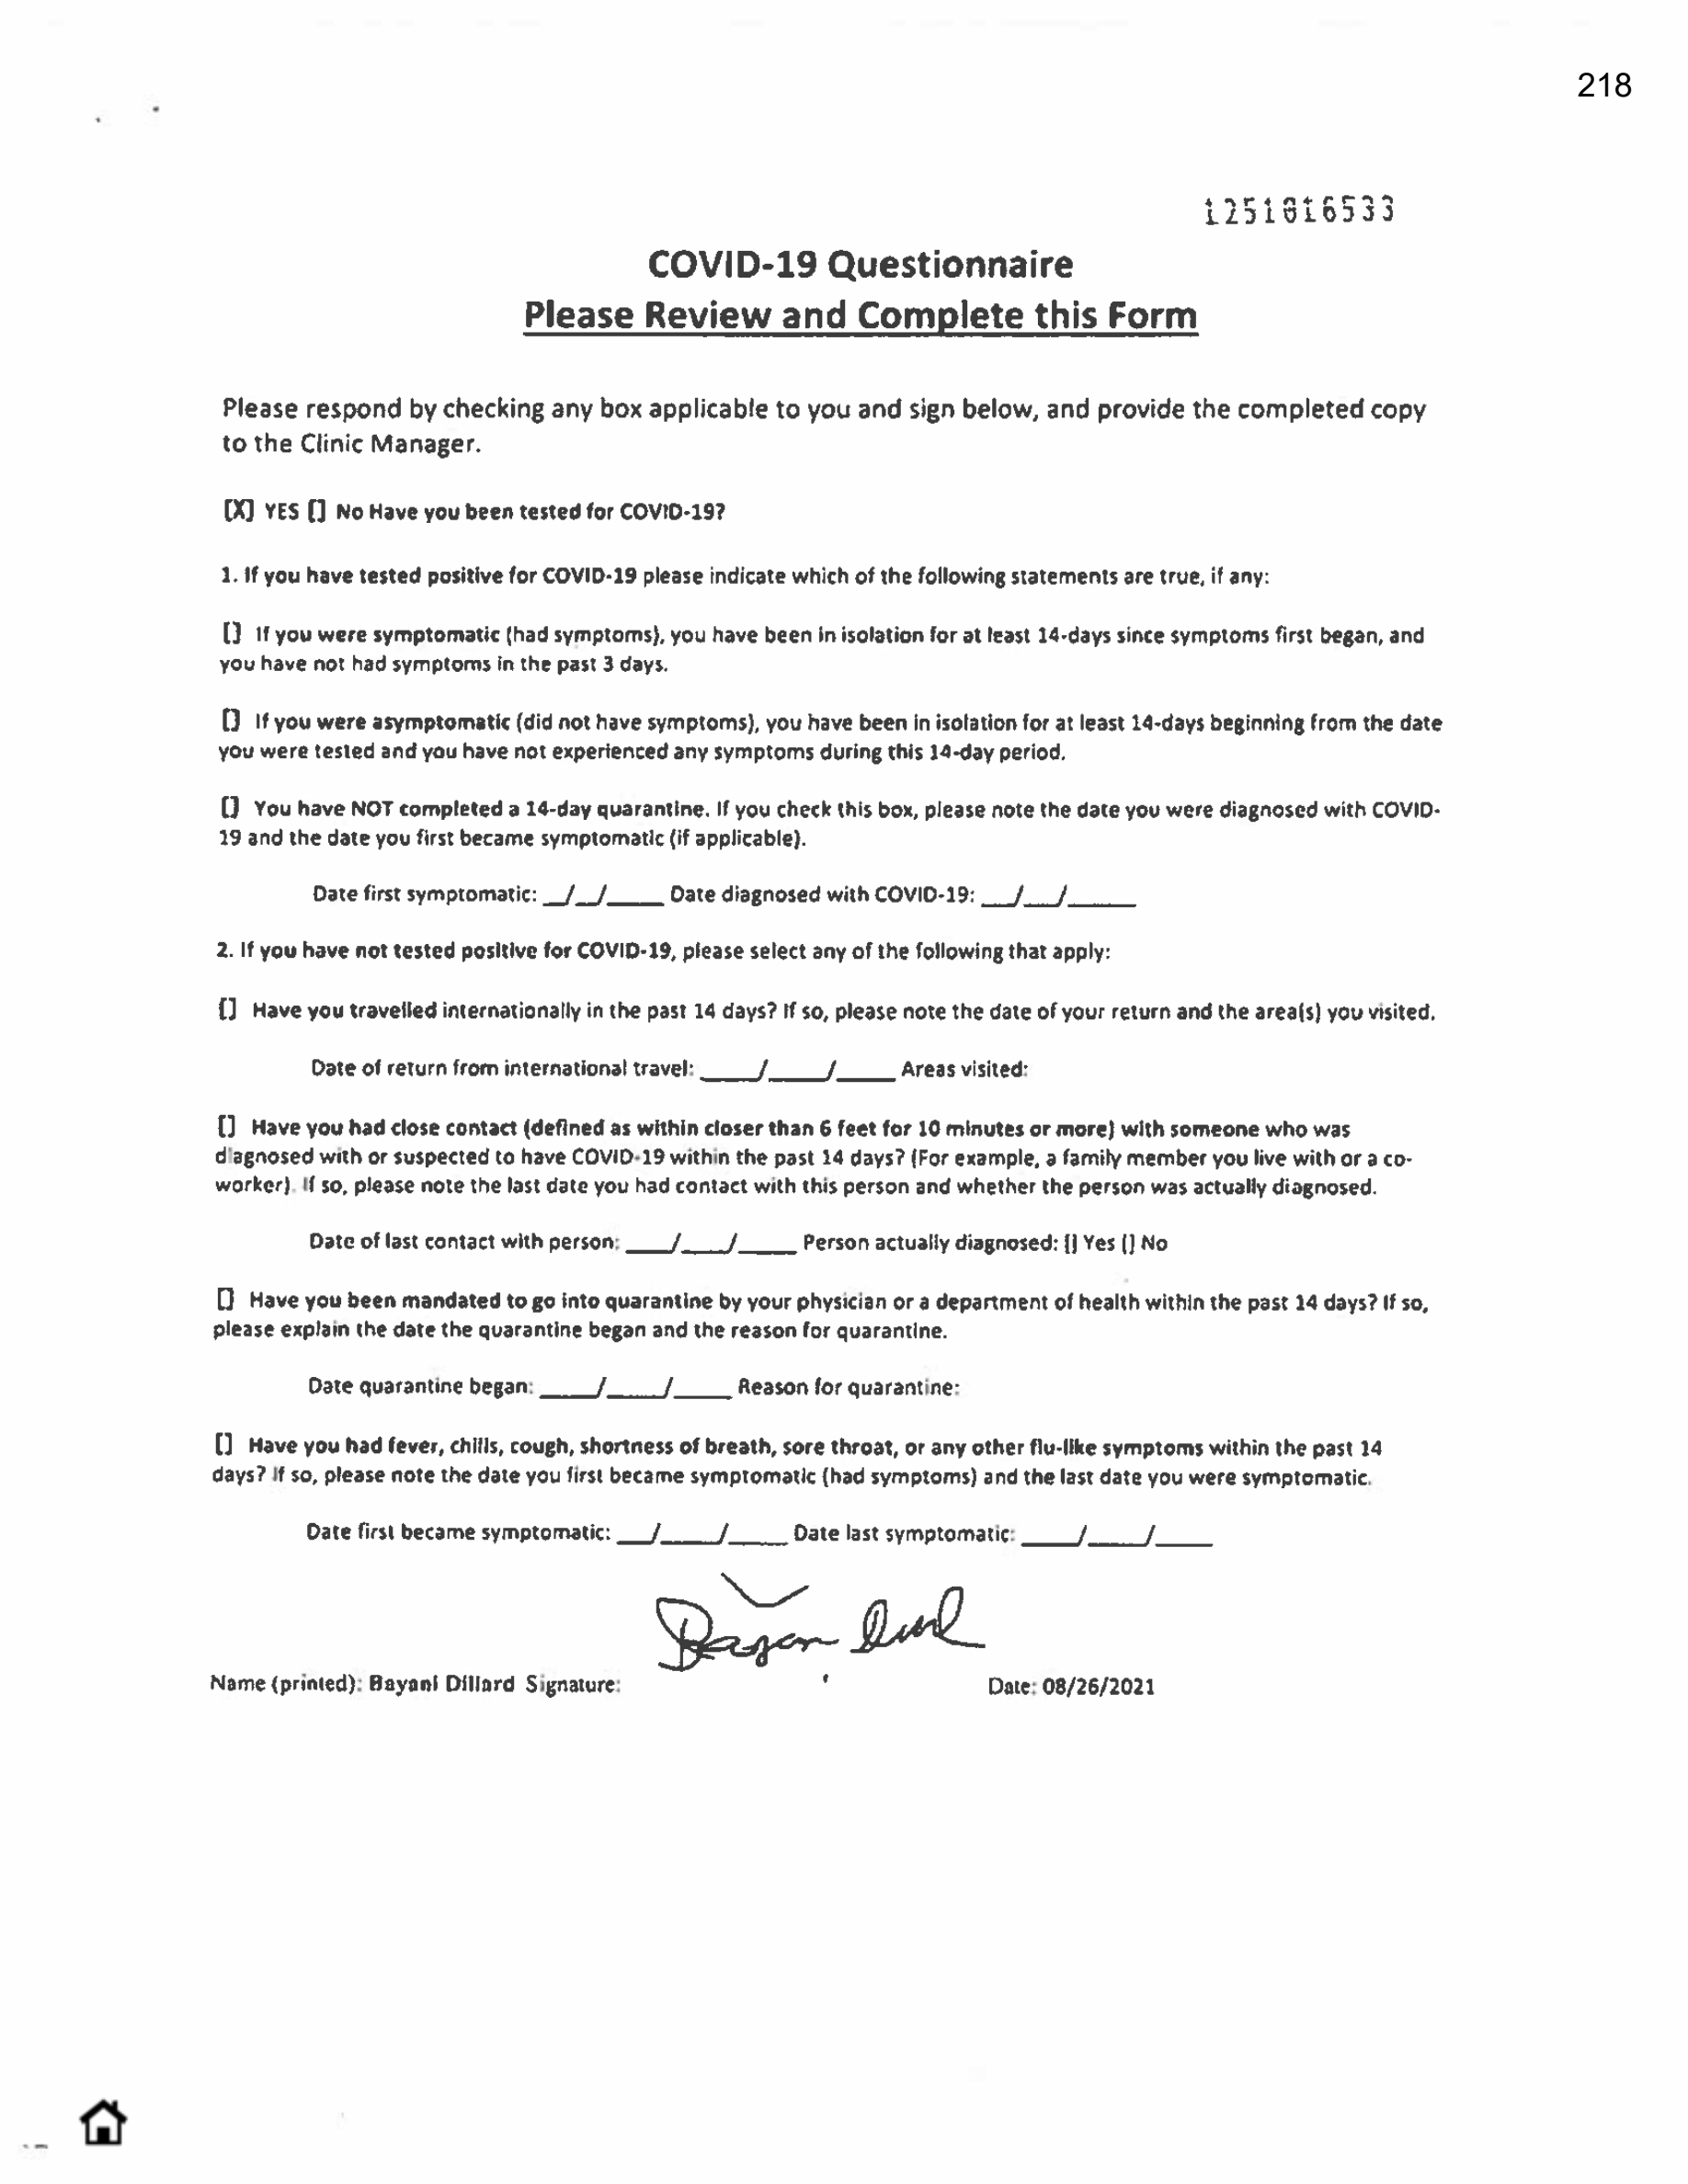 218
1251816533
COVID-19 Questionnaire
Please Review and Complete this Form
Please respond by checking any box applicable to you and sign below, and provide the completed copy
to the Clinic Manager.
[X] YES [] No Have you been tested for COVID-19?
1. If you have tested positive for COVID-19 please indicate which of the following statements are true, if any:
[] If you were symptomatic (had symptoms), you have been in isolation for at least 14-days since symptoms first began, and
you have not had symptoms in the past 3 days.
[] If you were asymptomatic (did not have symptoms), you have been in isolation for at least 14-days beginning from the date
you were tested and you have not experienced any symptoms during this 14-day period.
[] You have NOT completed a 14-day quarantine. If you check this box, please note the date you were diagnosed with COVID-
19 and the date you first became symptomatic (if applicable).
Date first symptomatic: __/__/____ Date diagnosed with COVID-19: __/__/____
2. If you have not tested positive for COVID-19, please select any of the following that apply:
[] Have you travelled internationally in the past 14 days? If so, please note the date of your return and the area(s) you visited.
Date of return from international travel: ____/____/____ Areas visited:
[] Have you had close contact (defined as within closer than 6 feet for 10 minutes or more) with someone who was
diagnosed with or suspected to have COVID-19 within the past 14 days? (For example, a family member you live with or a co-
worker). If so, please note the last date you had contact with this person and whether the person was actually diagnosed.
Date of last contact with person: ____/____/____ Person actually diagnosed: [] Yes [] No
[] Have you been mandated to go into quarantine by your physician or a department of health within the past 14 days? If so,
please explain the date the quarantine began and the reason for quarantine.
Date quarantine began: ____/____/____ Reason for quarantine:
[] Have you had fever, chills, cough, shortness of breath, sore throat, or any other flu-like symptoms within the past 14
days? If so, please note the date you first became symptomatic (had symptoms) and the last date you were symptomatic.
Date first became symptomatic: ___/____/____ Date last symptomatic: ____/____/____
Name (printed): Bayani Dillard Signature: Date: 08/26/2021